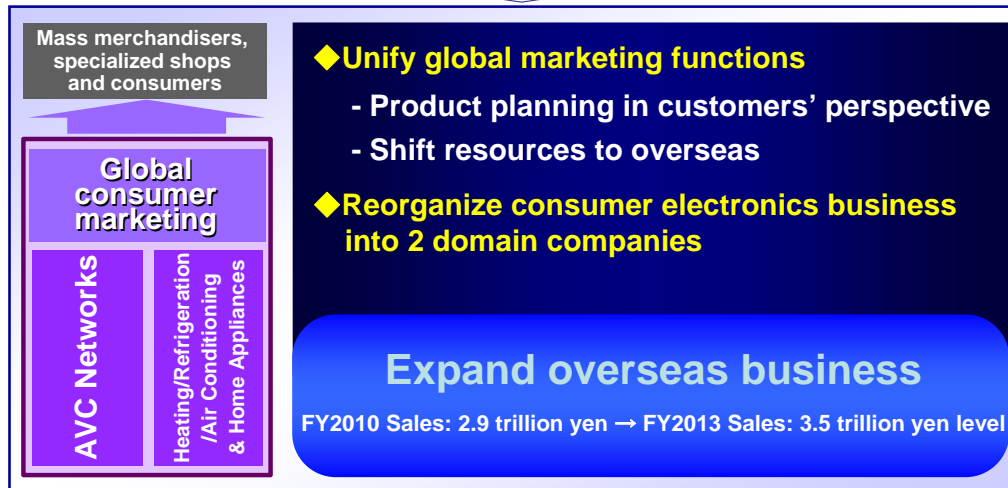 Mass merchandisers,
specialized shops
and consumers
Global
consumer
marketing
AVC Networks
Heating/Refrigeration
/Air Conditioning
& Home Appliances
◆Unify global marketing functions
- Product planning in customers’ perspective
- Shift resources to overseas
◆Reorganize consumer electronics business
into 2 domain companies
Expand overseas business
FY2010 Sales: 2.9 trillion yen → FY2013 Sales: 3.5 trillion yen level